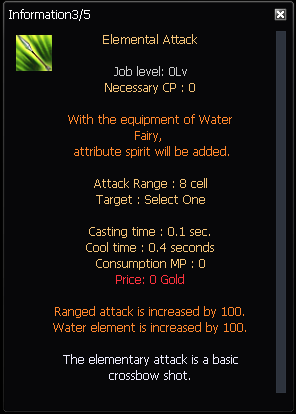 Information3/5
Elemental Attack
Job level: 0Lv
Necessary CP : 0
With the equipment of Water
Fairy,
attribute spirit will be added.
Attack Range : 8 cell
Target : Select One
Casting time : 0.1 sec.
Cool time : 0.4 seconds
Consumption MP : 0
Price: 0 Gold
Ranged attack is increased by 100.
Water element is increased by 100.
The elementary attack is a basic
crossbow shot.